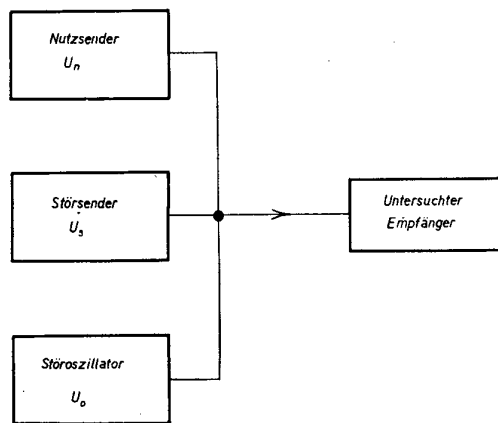 Nutzsender
Un
Störsender
Us
Untersuchter
Empfänger
Störoszillator
Uo